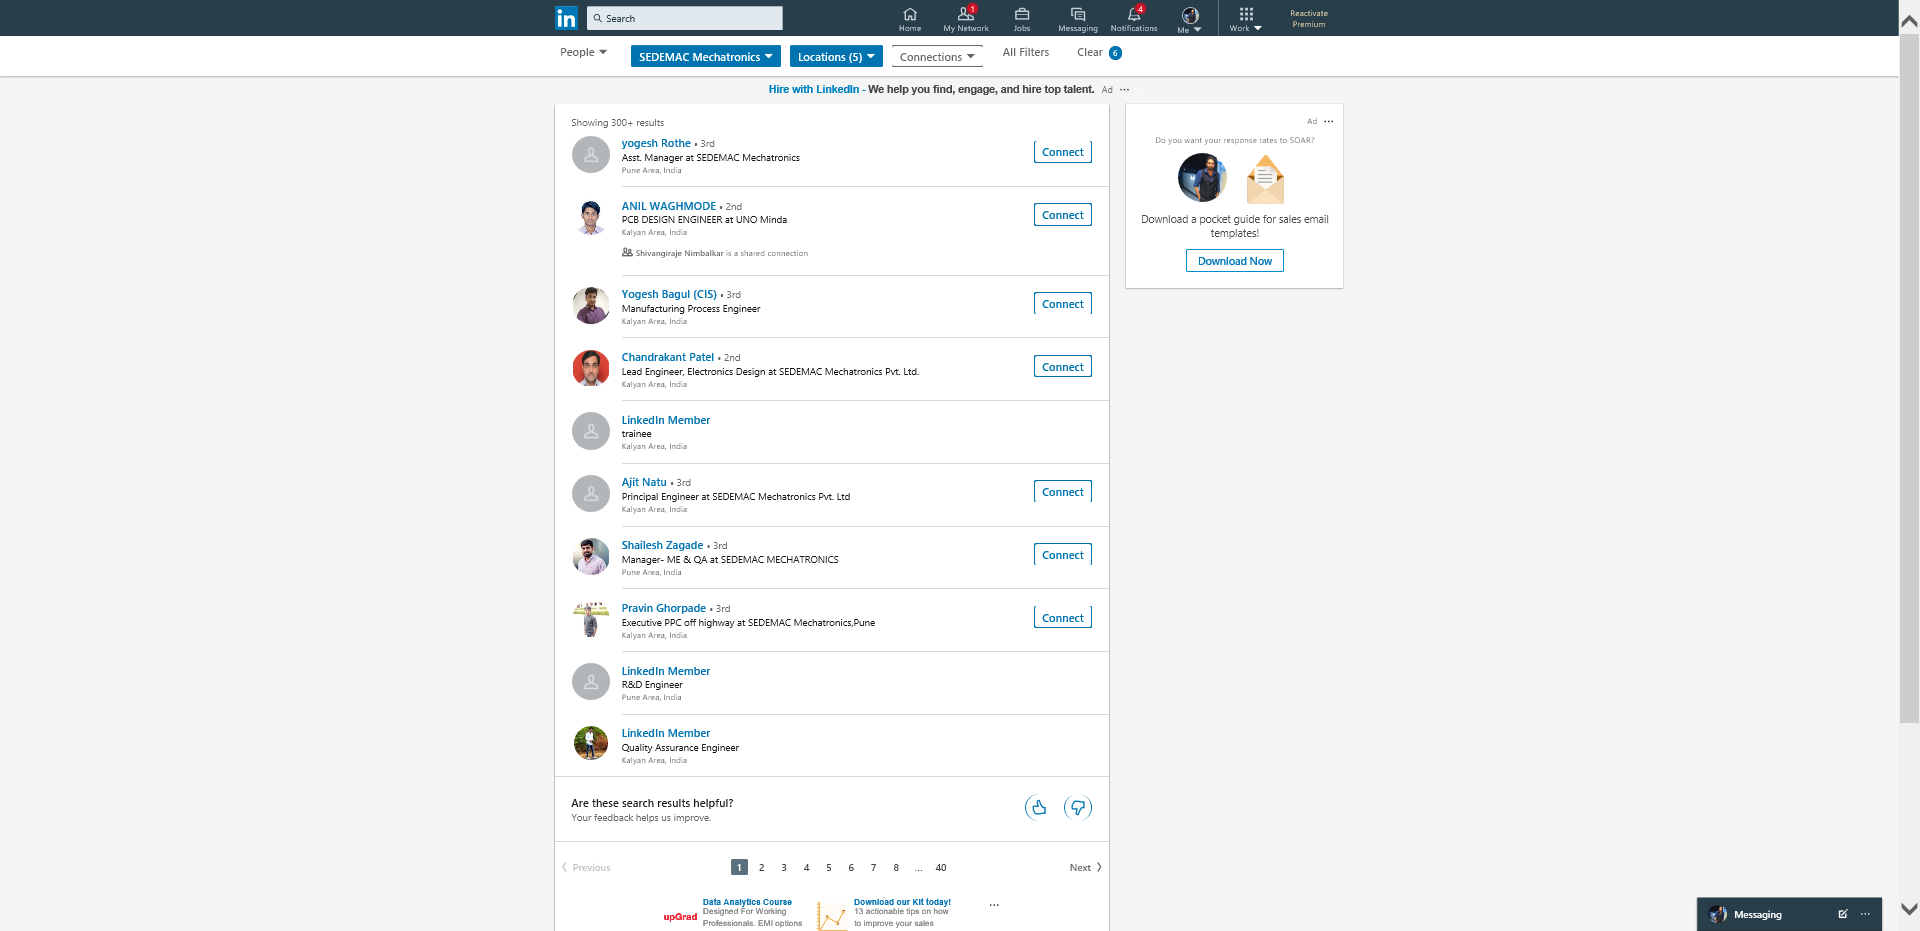 in
Search
1
4
Home
My Network
Jobs
Messaging
Notifications
Me
Work
Reactivate
Premium
People
SEDEMAC Mechatronics
Locations (5)
Connections
All Filters
Clear 6
Hire with LinkedIn - We help you find, engage, and hire top talent. Ad ...
Showing 300+ results
yogesh Rothe • 3rd
Asst. Manager at SEDEMAC Mechatronics
Pune Area, India
Connect
ANIL WAGHMODE • 2nd
PCB DESIGN ENGINEER at UNO Minda
Kalyan Area, India
Shivangiraje Nimbalkar is a shared connection
Connect
Yogesh Bagul (CIS) • 3rd
Manufacturing Process Engineer
Kalyan Area, India
Connect
Chandrakant Patel • 2nd
Lead Engineer, Electronics Design at SEDEMAC Mechatronics Pvt. Ltd.
Kalyan Area, India
Connect
LinkedIn Member
trainee
Kalyan Area, India
Ajit Natu • 3rd
Principal Engineer at SEDEMAC Mechatronics Pvt. Ltd
Kalyan Area, India
Connect
Shailesh Zagade • 3rd
Manager- ME & QA at SEDEMAC MECHATRONICS
Pune Area, India
Connect
Pravin Ghorpade • 3rd
Executive PPC off highway at SEDEMAC Mechatronics,Pune
Kalyan Area, India
Connect
LinkedIn Member
R&D Engineer
Pune Area, India
LinkedIn Member
Quality Assurance Engineer
Kalyan Area, India
Are these search results helpful?
Your feedback helps us improve.
Previous
1 2 3 4 5 6 7 8 ... 40
Next
upGrad
Data Analytics Course
Designed For Working
Professionals. EMI options
Download our Kit today!
13 actionable tips on how
to improve your sales
...
Ad ...
Do you want your response rates to SOAR?
Download a pocket guide for sales email
templates!
Download Now
Messaging
...